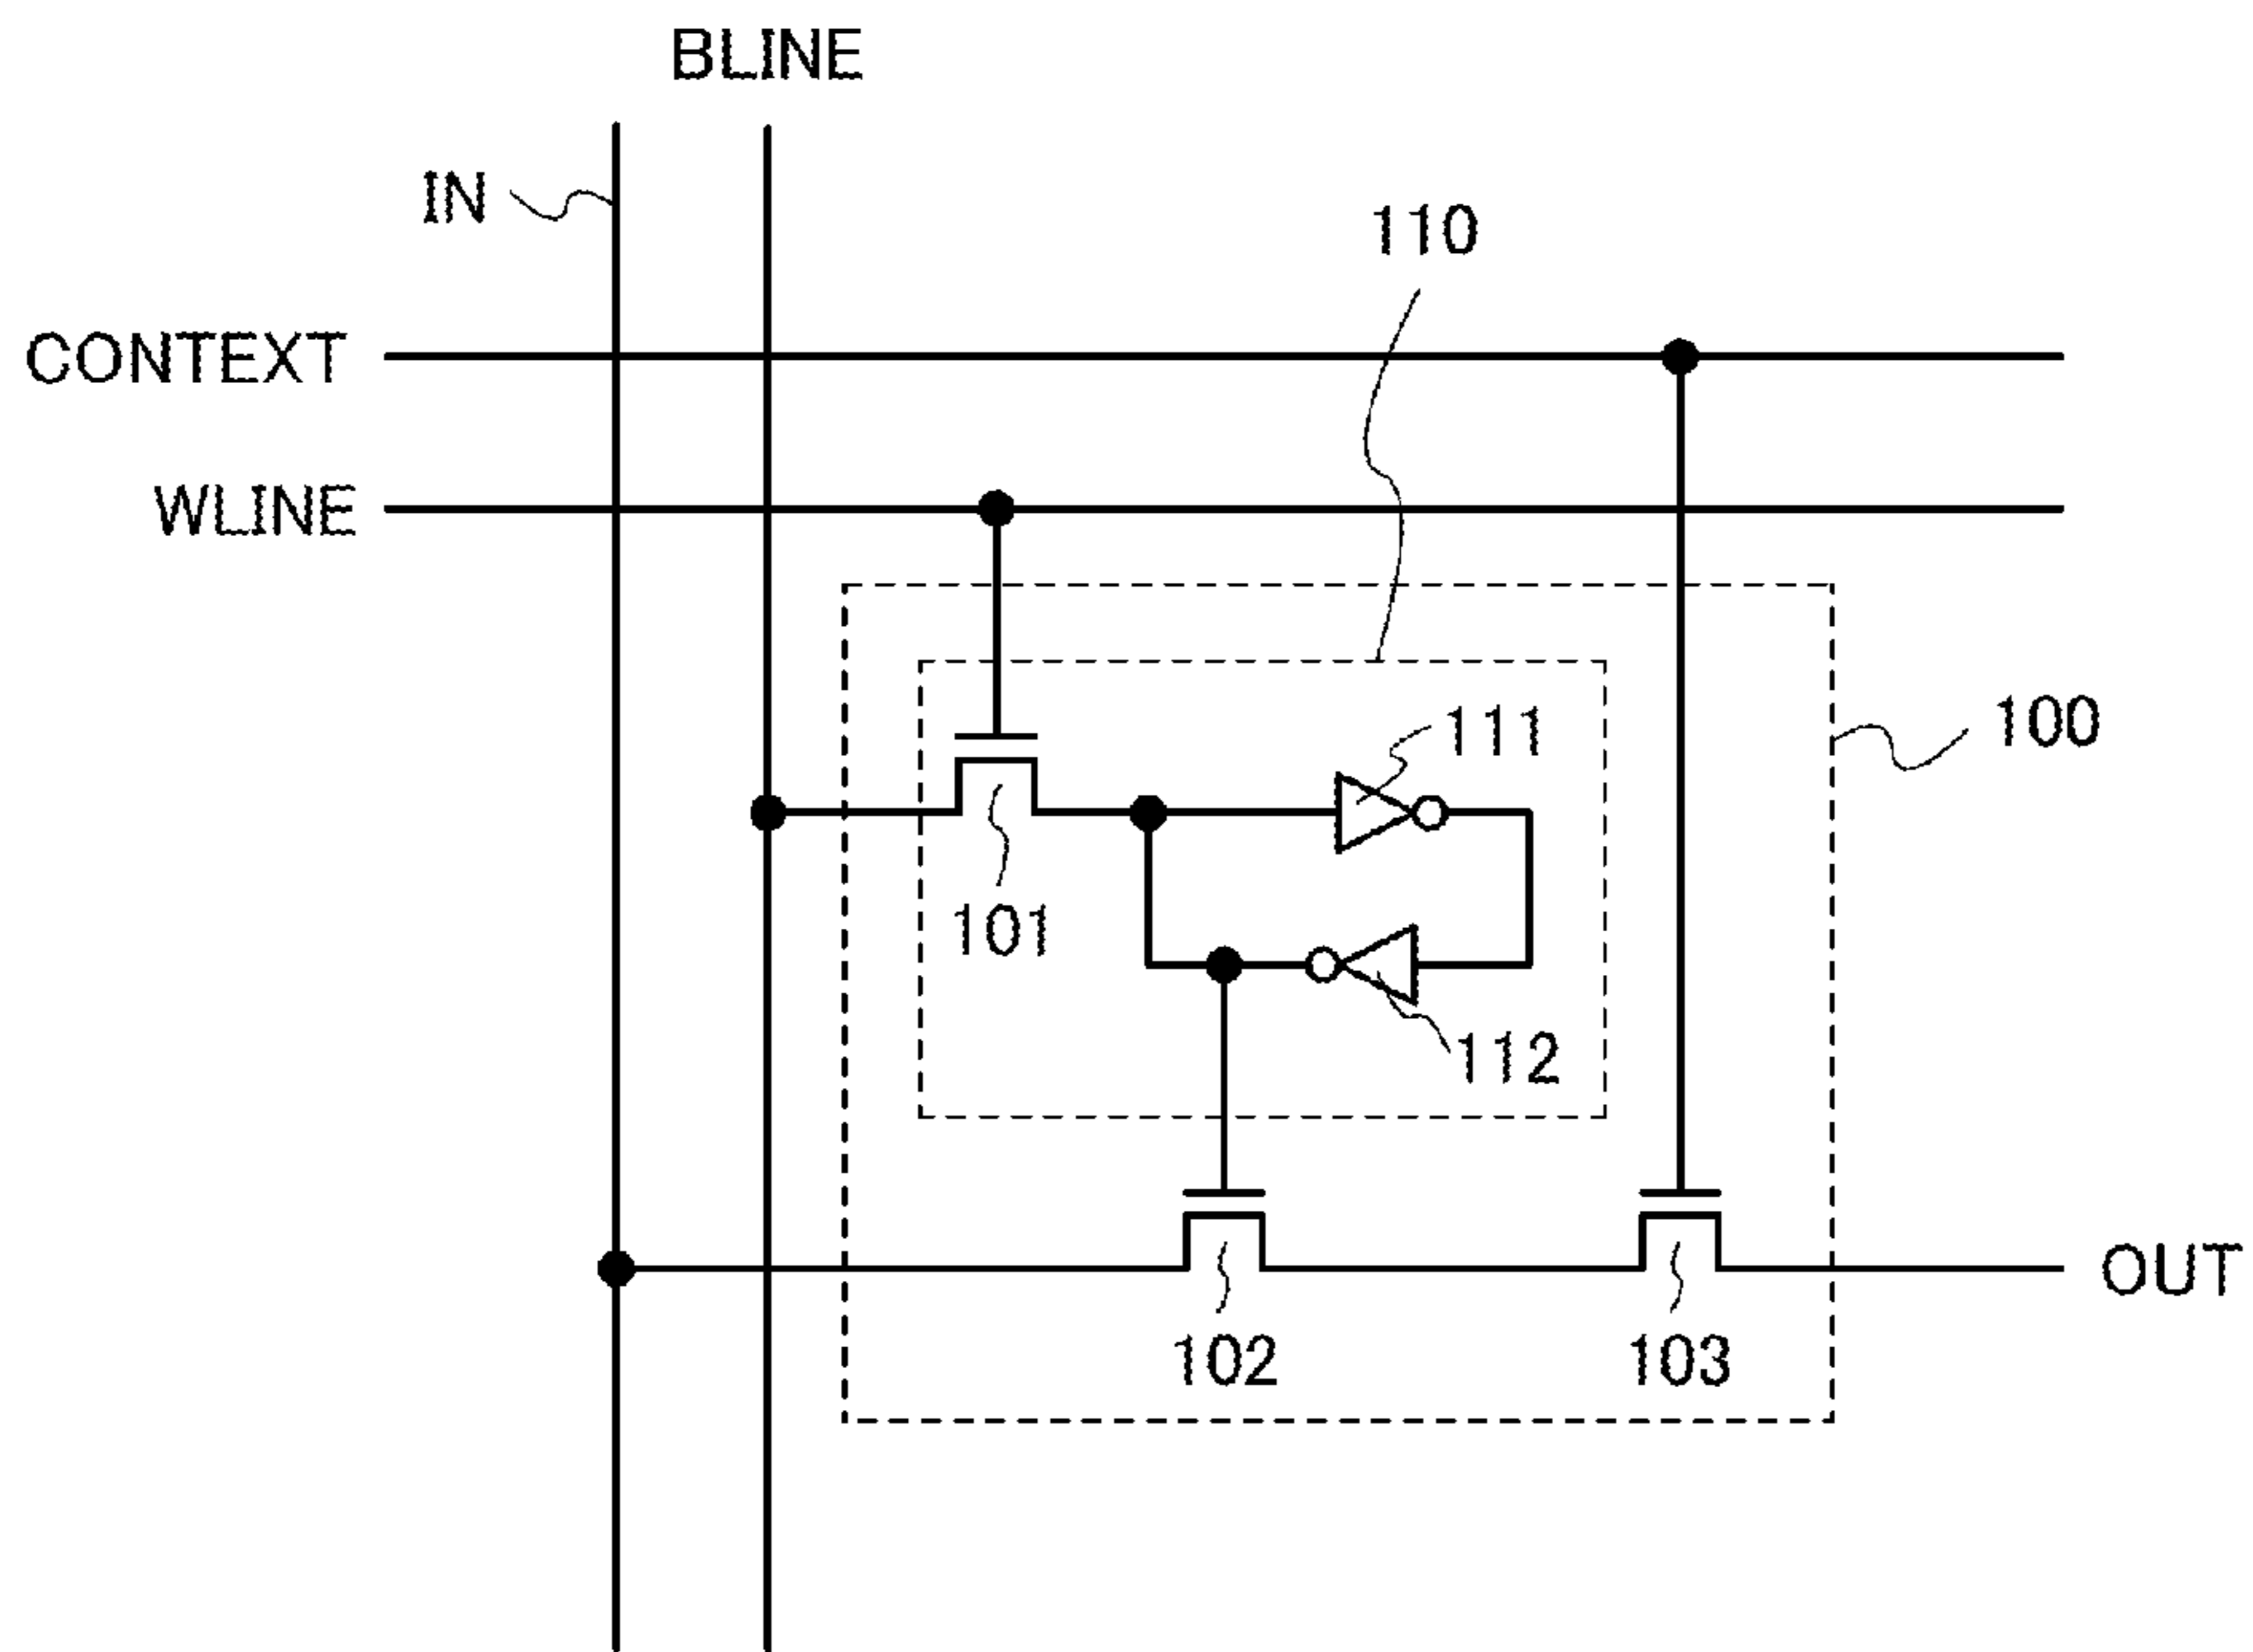 BLINE
IN
110
CONTEXT
WLINE
111
100
101
112
OUT
102
103